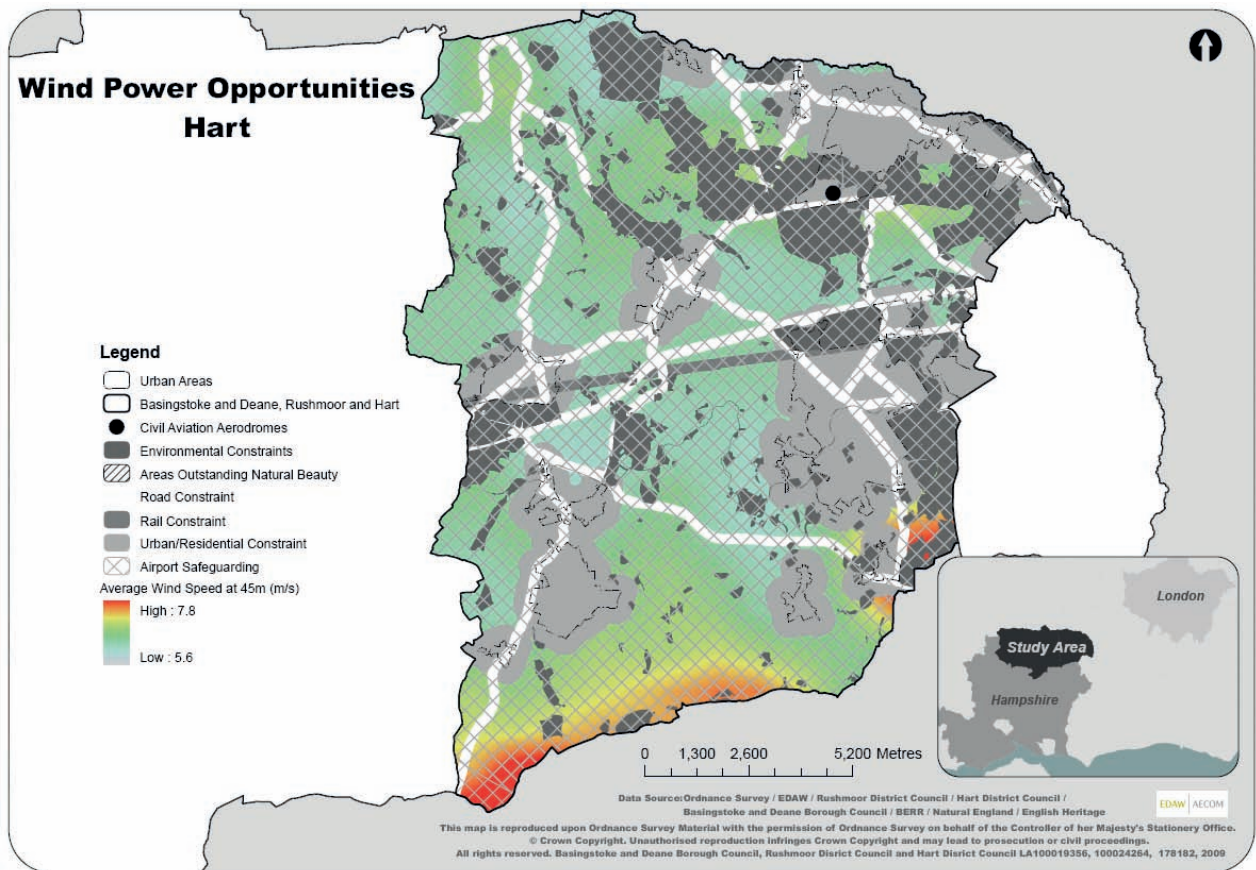 Wind Power Opportunities
Hart
Legend
Urban Areas
Basingstoke and Deane, Rushmoor and Hart
Civil Aviation Aerodromes
Environmental Constraints
Areas Outstanding Natural Beauty
Road Constraint
Rail Constraint
Urban/Residential Constraint
Airport Safeguarding
Average Wind Speed at 45m (m/s)
High : 7.8
Low : 5.6
London
Study Area
Hampshire
0 1,300 2,600 5,200 Metres
Data Source:Ordnance Survey / EDAW / Rushmoor District Council / Hart District Council /
Basingstoke and Deane Borough Council / BERR / Natural England / English Heritage
EDAW AECOM
This map is reproduced upon Ordnance Survey Material with the permission of Ordnance Survey on behalf of the Controller of her Majesty's Stationery Office.
© Crown Copyright. Unauthorised reproduction infringes Crown Copyright and may lead to prosecution or civil proceedings.
All rights reserved. Basingstoke and Deane Borough Council, Rushmoor Disrict Council and Hart Disrict Council LA100019356, 100024264, 178182, 2009